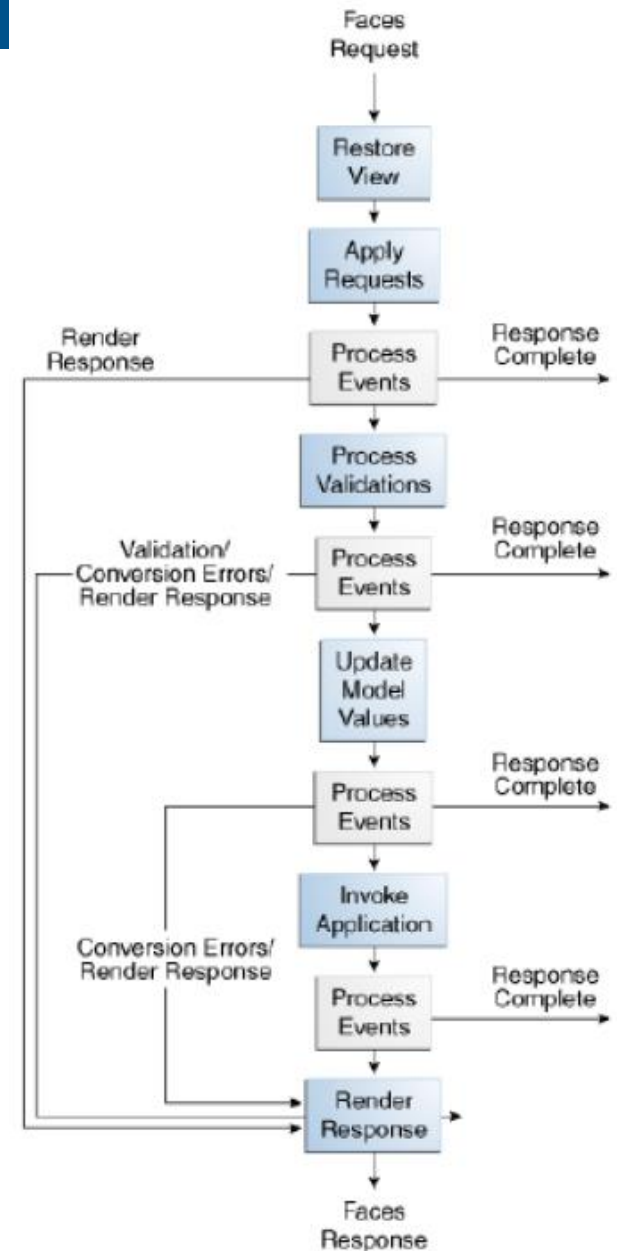 Faces
Request
Restore
View
Apply
Requests
Render
Response
Process
Events
Response
Complete
Process
Validations
Validation/
Conversion Errors/
Render Response
Process
Events
Response
Complete
Update
Model
Values
Process
Events
Response
Complete
Invoke
Application
Conversion Errors/
Render Response
Process
Events
Response
Complete
Render
Response
Faces
Response